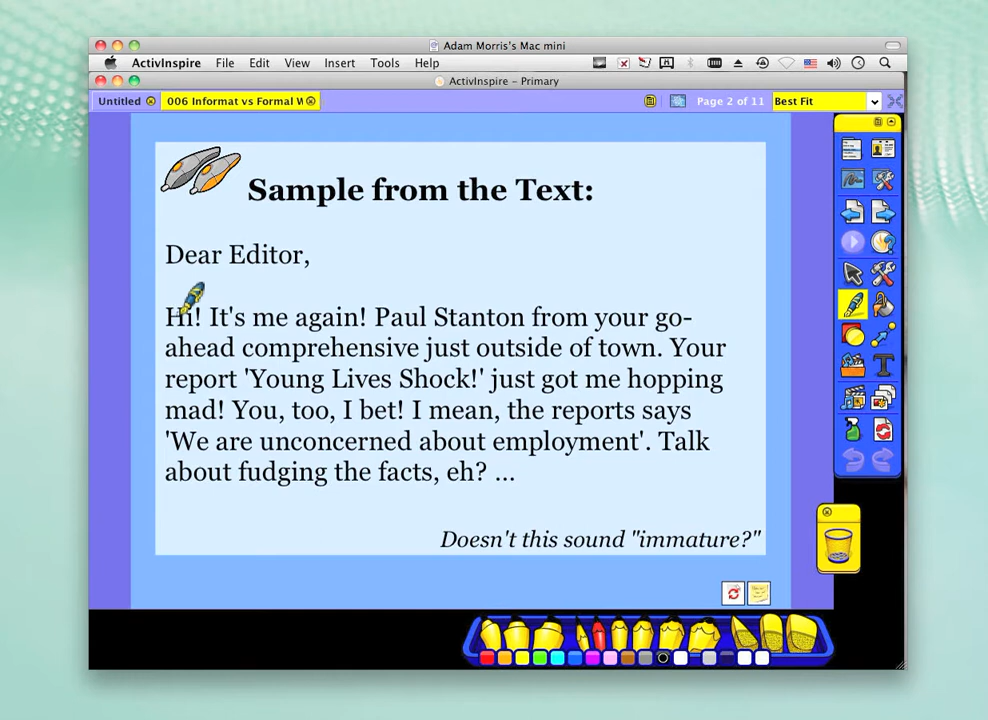 Adam Morris's Mac mini
ActivInspire File Edit View Insert Tools Help
ActivInspire – Primary
Untitled 006 Informat vs Formal W Page 2 of 11 Best Fit
Sample from the Text:
Dear Editor,
Hi! It's me again! Paul Stanton from your go-
ahead comprehensive just outside of town. Your
report 'Young Lives Shock!' just got me hopping
mad! You, too, I bet! I mean, the reports says
'We are unconcerned about employment'. Talk
about fudging the facts, eh? ...
Doesn't this sound "immature?"